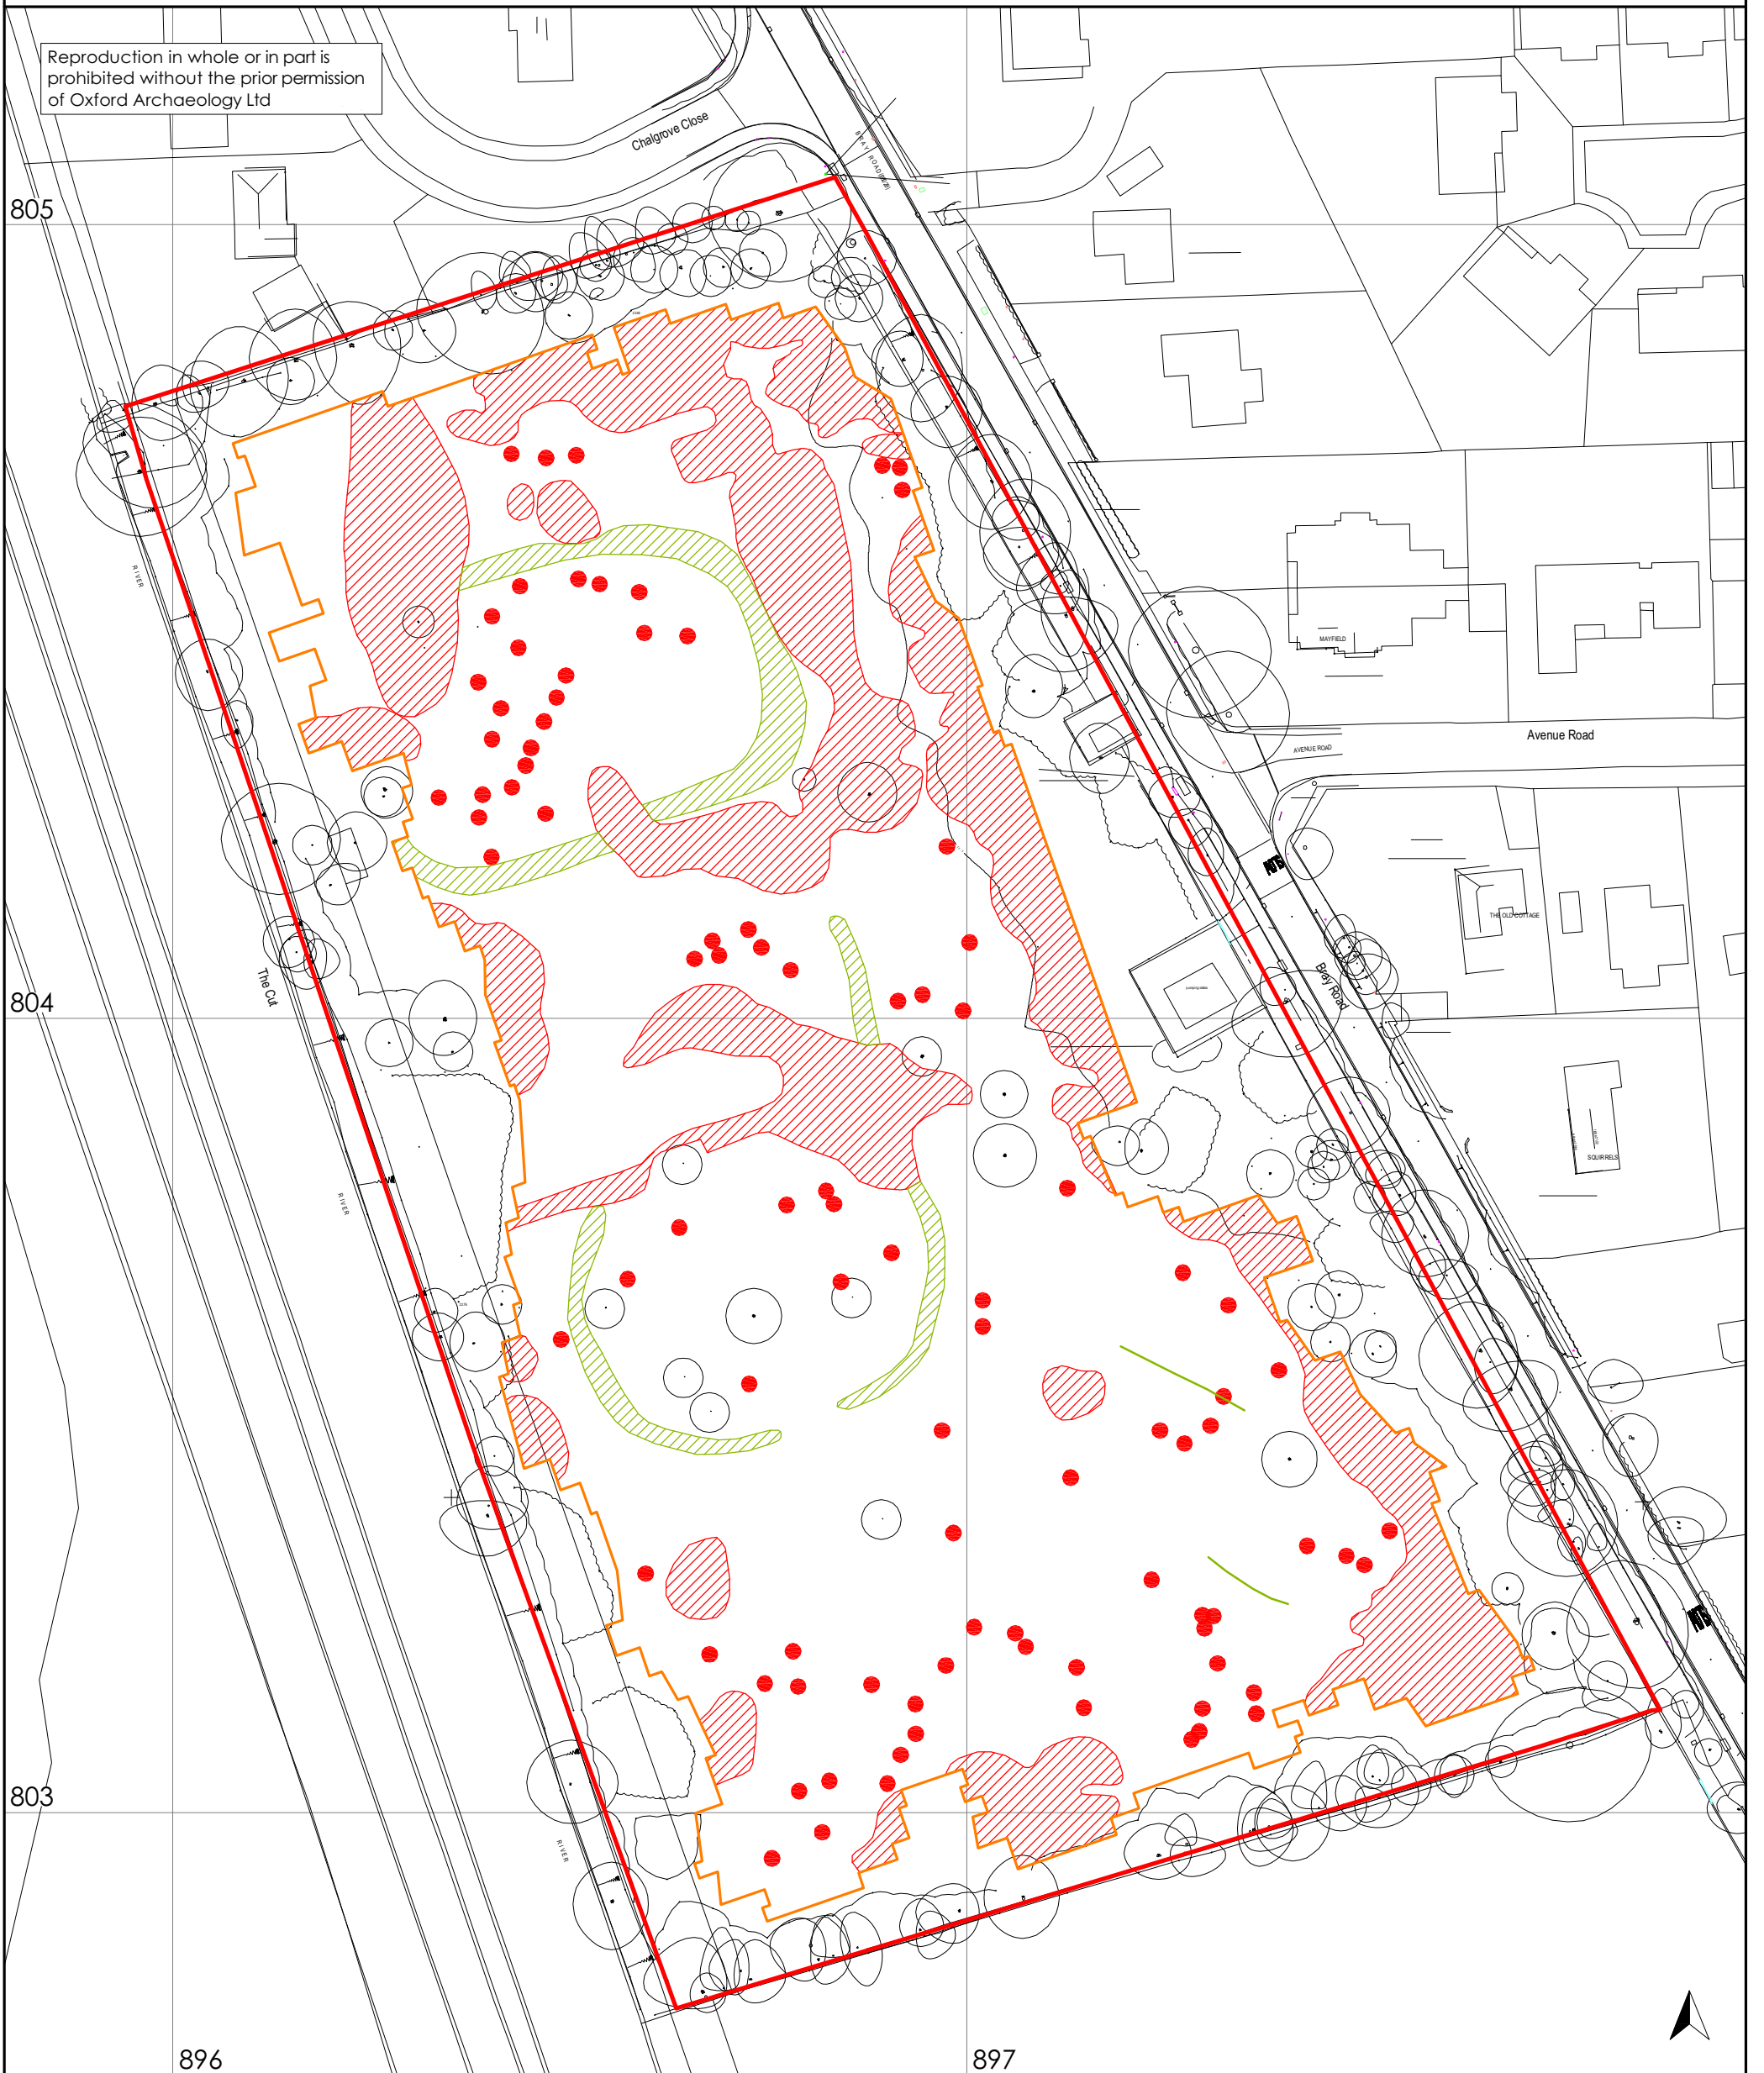 Reproduction in whole or in part is
prohibited without the prior permission
of Oxford Archaeology Ltd
Chalgrove Close
BRAY ROAD
805
RIVER
MAYFIELD
Avenue Road
AVENUE ROAD
THE OLD COTTAGE
The Cut
Bray Road
804
SQUIRRELS
RIVER
803
RIVER
896
897